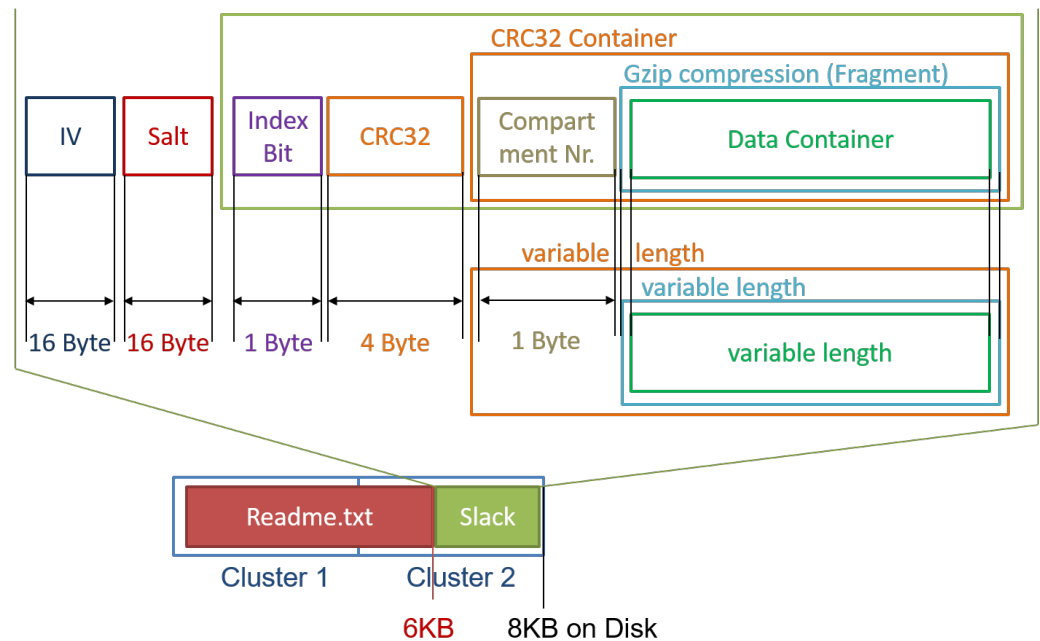 CRC32 Container
Gzip compression (Fragment)
IV
Salt
Index
Bit
CRC32
Compart
ment Nr.
Data Container
variable length
variable length
16 Byte
16 Byte
1 Byte
4 Byte
1 Byte
variable length
Readme.txt
Slack
Cluster 1
Cluster 2
6KB
8KB on Disk